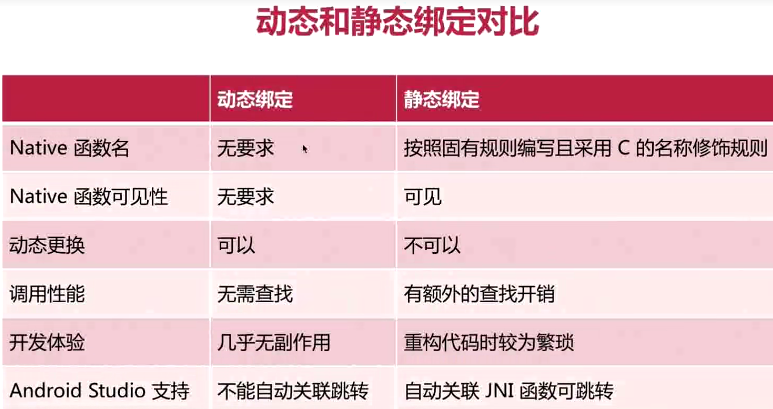 动态和静态绑定对比
动态绑定 静态绑定
Native 函数名 无要求 按照固有规则编写且采用 C 的名称修饰规则
Native 函数可见性 无要求 可见
动态更换 可以 不可以
调用性能 无需查找 有额外的查找开销
开发体验 几乎无副作用 重构代码时较为繁琐
Android Studio 支持 不能自动关联跳转 自动关联 JNI 函数可跳转